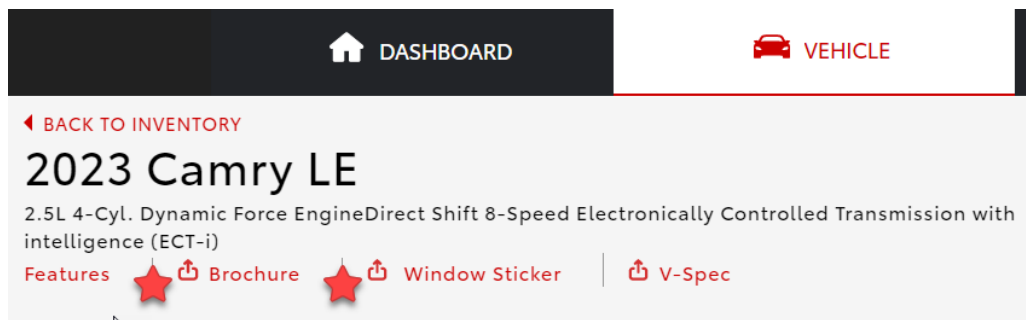 DASHBOARD VEHICLE
BACK TO INVENTORY
2023 Camry LE
2.5L 4-Cyl. Dynamic Force EngineDirect Shift 8-Speed Electronically Controlled Transmission with
intelligence (ECT-i)
Features Brochure Window Sticker V-Spec